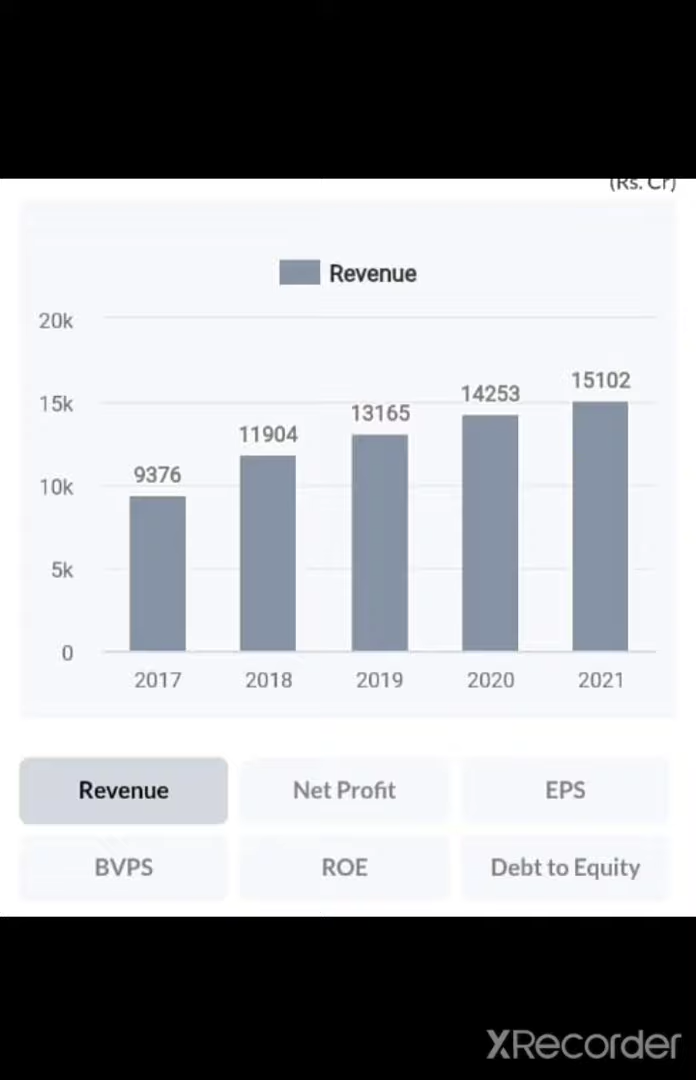 (Rs. Cr)
Revenue
20k
15k
10k
5k
0
9376
11904
13165
14253
15102
2017 2018 2019 2020 2021
Revenue Net Profit EPS
BVPS ROE Debt to Equity
XRecorder